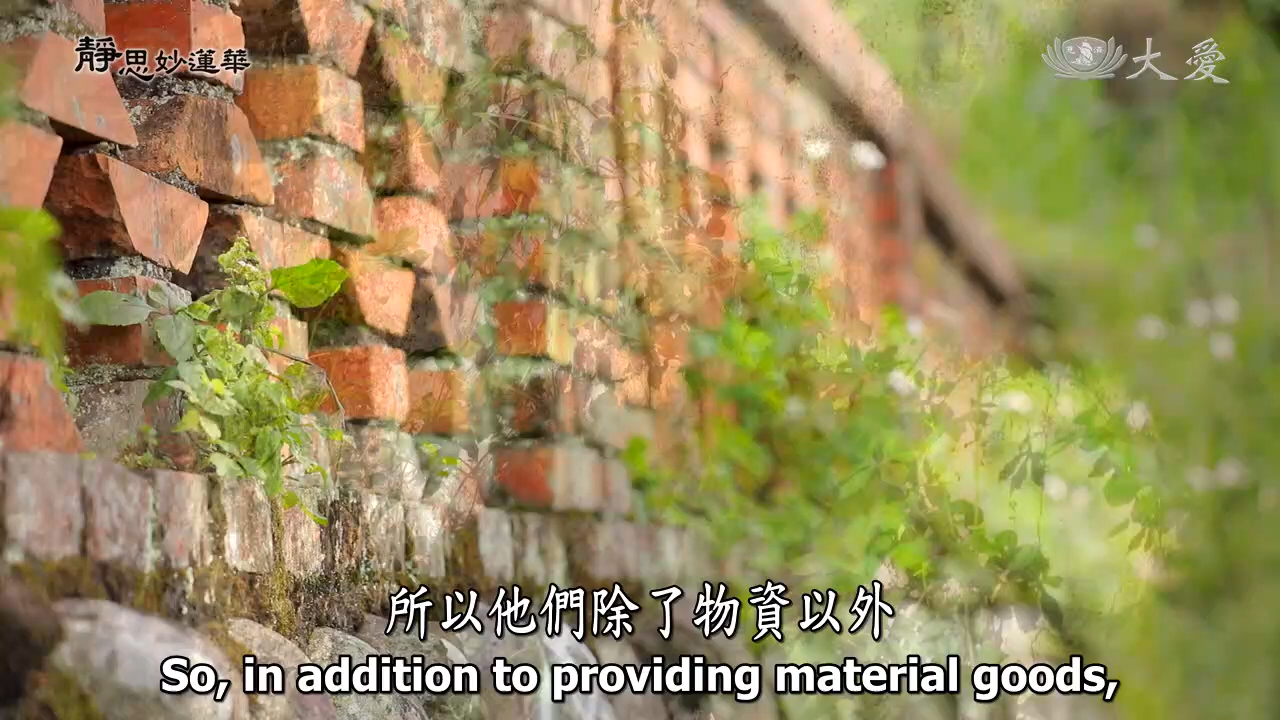 靜思妙蓮華
大愛
所以他們除了物資以外
So, in addition to providing material goods,